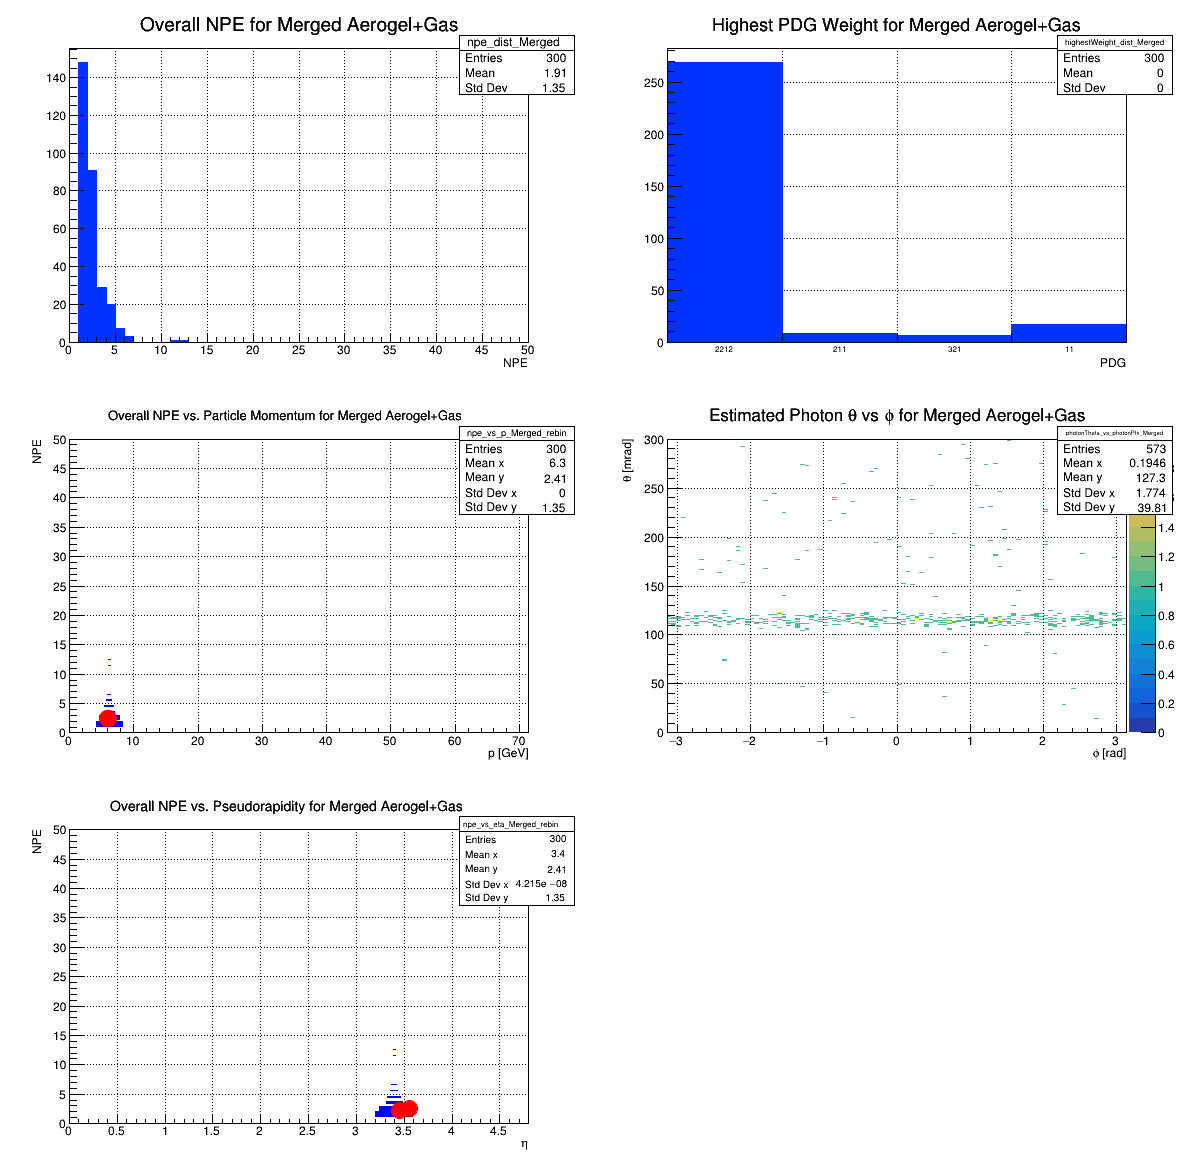 Overall NPE for Merged Aerogel+Gas
npe_dist_Merged
Entries 300
Mean 1.91
Std Dev 1.35
140
120
100
80
60
40
20
0
0 5 10 15 20 25 30 35 40 45 50
NPE
Highest PDG Weight for Merged Aerogel+Gas
highestWeight_dist_Merged
Entries 300
Mean 0
Std Dev 0
250
200
150
100
50
0
2212 211 321 11
PDG
Overall NPE vs. Particle Momentum for Merged Aerogel+Gas
npe_vs_p_Merged_rebin
Entries 300
Mean x 6.3
Mean y 2.41
Std Dev x 0
Std Dev y 1.35
NPE
50
45
40
35
30
25
20
15
10
5
0
0 10 20 30 40 50 60 70
p [GeV]
Estimated Photon θ vs ϕ for Merged Aerogel+Gas
photonTheta_vs_photonPhi_Merged
Entries 573
Mean x 0.1946
Mean y 127.3
Std Dev x 1.774
Std Dev y 39.81
θ [mrad]
300
250
200
150
100
50
0
−3 −2 −1 0 1 2 3
ϕ [rad]
1.4
1.2
1
0.8
0.6
0.4
0.2
0
Overall NPE vs. Pseudorapidity for Merged Aerogel+Gas
npe_vs_eta_Merged_rebin
Entries 300
Mean x 3.4
Mean y 2.41
Std Dev x 4.215e −08
Std Dev y 1.35
NPE
50
45
40
35
30
25
20
15
10
5
0
0 0.5 1 1.5 2 2.5 3 3.5 4 4.5
η